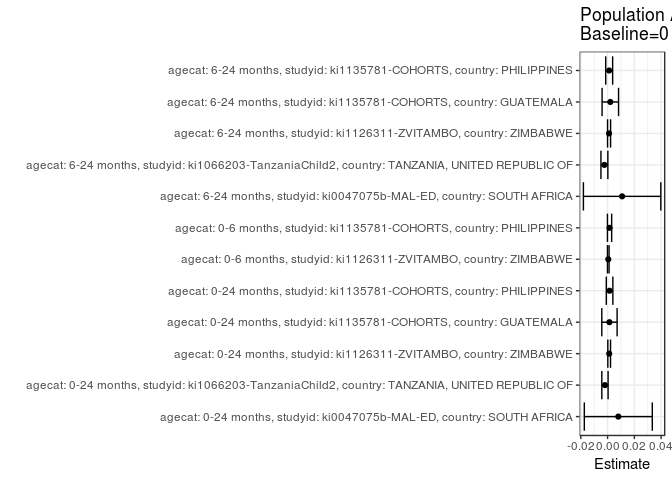 Population
Baseline=0
agecat: 6-24 months, studyid: ki1135781-COHORTS, country: PHILIPPINES
agecat: 6-24 months, studyid: ki1135781-COHORTS, country: GUATEMALA
agecat: 6-24 months, studyid: ki1126311-ZVITAMBO, country: ZIMBABWE
agecat: 6-24 months, studyid: ki1066203-TanzaniaChild2, country: TANZANIA, UNITED REPUBLIC OF
agecat: 6-24 months, studyid: ki0047075b-MAL-ED, country: SOUTH AFRICA
agecat: 0-6 months, studyid: ki1135781-COHORTS, country: PHILIPPINES
agecat: 0-6 months, studyid: ki1126311-ZVITAMBO, country: ZIMBABWE
agecat: 0-24 months, studyid: ki1135781-COHORTS, country: PHILIPPINES
agecat: 0-24 months, studyid: ki1135781-COHORTS, country: GUATEMALA
agecat: 0-24 months, studyid: ki1126311-ZVITAMBO, country: ZIMBABWE
agecat: 0-24 months, studyid: ki1066203-TanzaniaChild2, country: TANZANIA, UNITED REPUBLIC OF
agecat: 0-24 months, studyid: ki0047075b-MAL-ED, country: SOUTH AFRICA
-0.02 0.00 0.02 0.04
Estimate